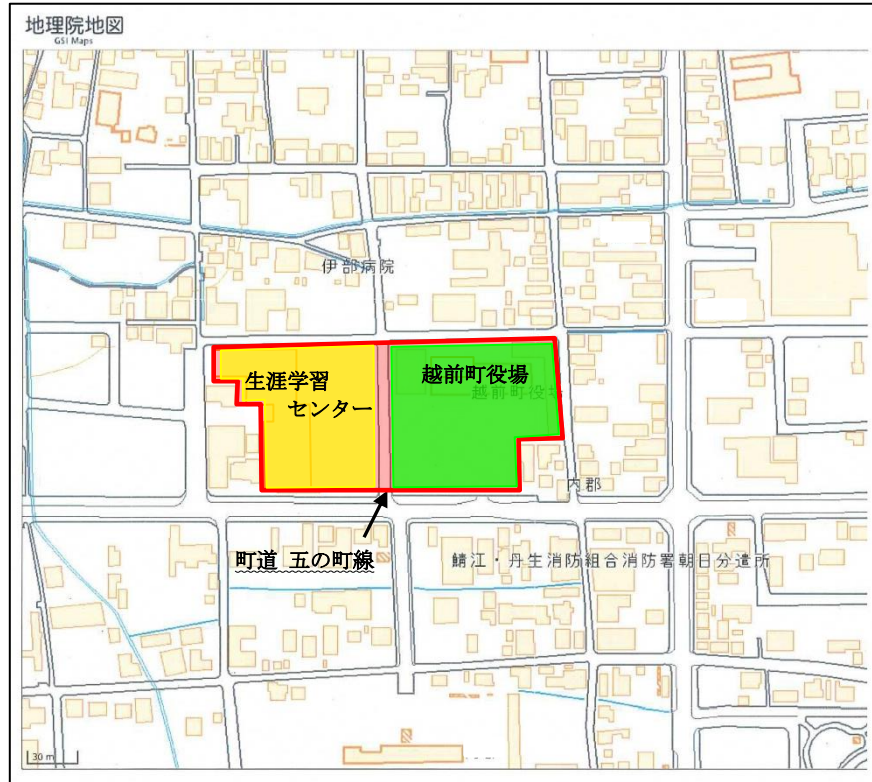 地理院地図
GSI Maps
伊部病院
生涯学習
センター
越前町役場
越前町役場
内郡
町道 五の町線
鯖江・丹生消防組合消防署朝日分遣所
30 m